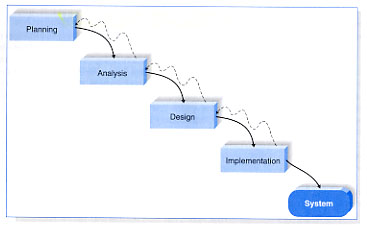 Planning
Analysis
Design
Implementation
System